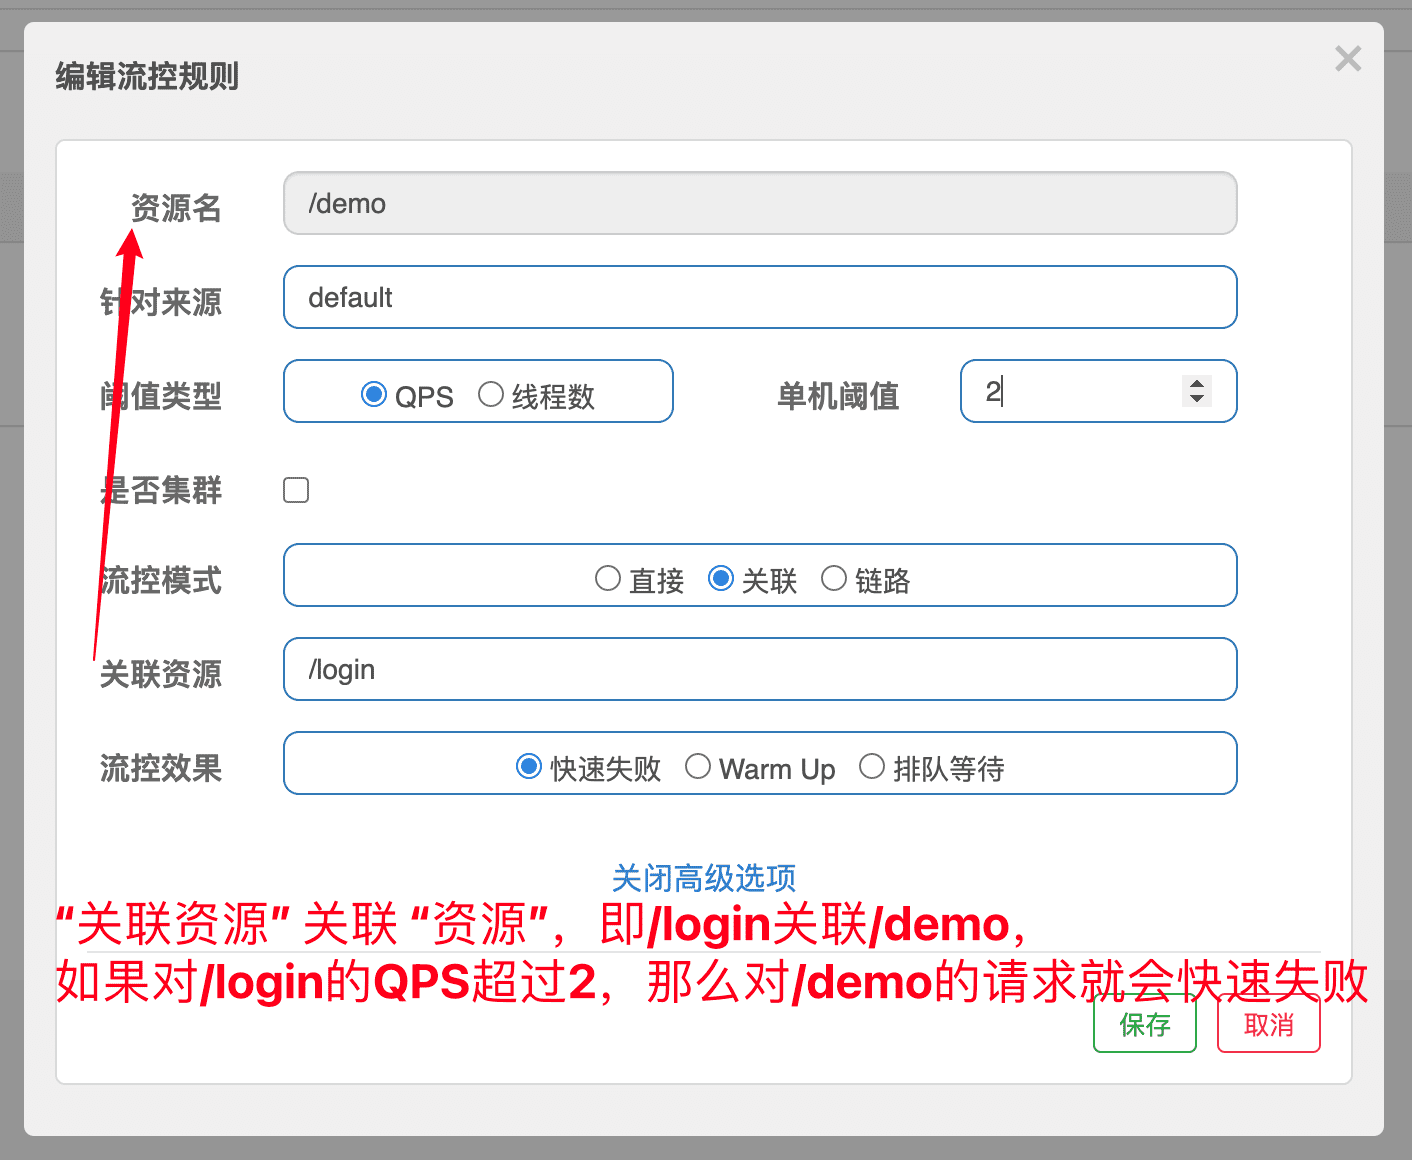 编辑流控规则
资源名 /demo
针对来源 default
阈值类型 QPS 线程数 单机阈值 2
是否集群
流控模式 直接 关联 链路
关联资源 /login
流控效果 快速失败 Warm Up 排队等待
关闭高级选项
“关联资源” 关联 “资源”，即/login关联/demo，
如果对/login的QPS超过2，那么对/demo的请求就会快速失败
保存 取消